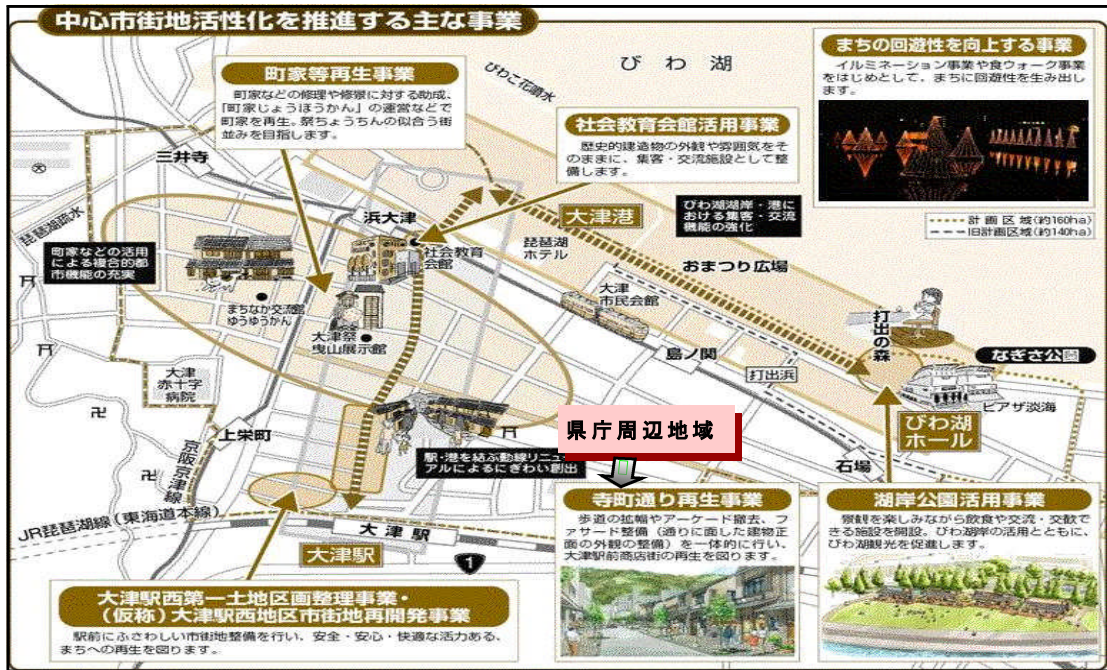 中心市街地活性化を推進する主な事業
町家等再生事業
町家などの修理や修景に対する助成、
「町家じょうほうかん」の運営などで
町家を再生。祭ちょうちんの似合う街
並みを目指します。
びわ湖
びわこ花噴水
社会教育会館活用事業
歴史的建造物の外観や雰囲気をそ
のままに、集客・交流施設として整
備します。
まちの回遊性を向上する事業
イルミネーション事業や食ウォーク事業
をはじめとして、まちに回遊性を生み出し
ます。
計画区域(約160ha)
旧計画区域(約140ha)
三井寺
琵琶湖疏水
浜大津
大津港
びわ湖湖岸・港に
おける集客・交流
機能の強化
町家などの活用
による複合的都
市機能の充実
社会教育
会館
琵琶湖
ホテル
おまつり広場
まちなか交流館
ゆうゆうかん
大津祭
曳山展示館
大津
市民会館
打出の森
なぎさ公園
島ノ関
打出浜
大津
赤十字
病院
びわ湖
ホール
ピアザ淡海
上栄町
京阪京津線
県庁周辺地域
石場
駅・港を結ぶ動線リニュー
アルによるにぎわい創出
JR琵琶湖線(東海道本線)
大津駅
大津駅
1
寺町通り再生事業
歩道の拡幅やアーケード撤去、フ
ァサード整備(通りに面した建物正
面の外観の整備)を一体的に行い、
大津駅前商店街の再生を図ります。
湖岸公園活用事業
景観を楽しみながら飲食や交流・交歓で
きる施設を開設。びわ湖岸の活用とともに、
びわ湖観光を促進します。
大津駅西第一土地区画整理事業・
(仮称)大津駅西地区市街地再開発事業
駅前にふさわしい市街地整備を行い、安全・安心・快適な活力ある、
まちへの再生を図ります。